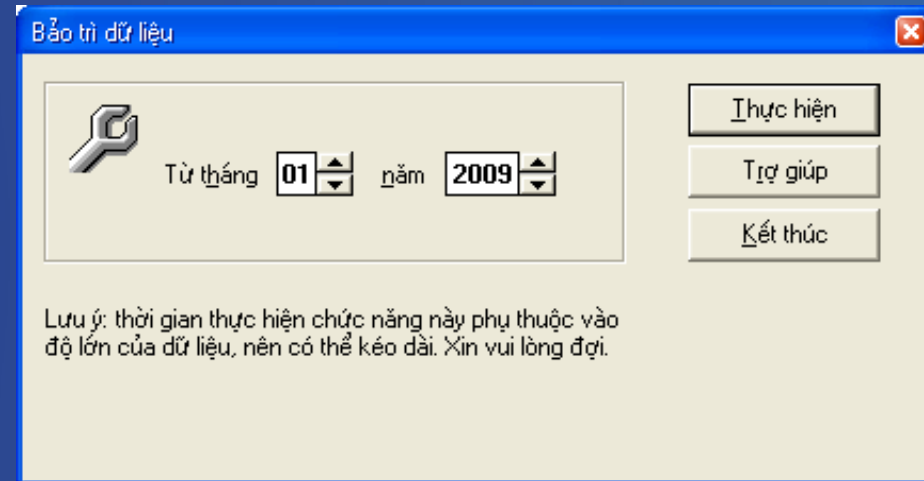 Bảo trì dữ liệu
Từ tháng 01 năm 2009
Thực hiện
Trợ giúp
Kết thúc
Lưu ý: thời gian thực hiện chức năng này phụ thuộc vào
độ lớn của dữ liệu, nên có thể kéo dài. Xin vui lòng đợi.